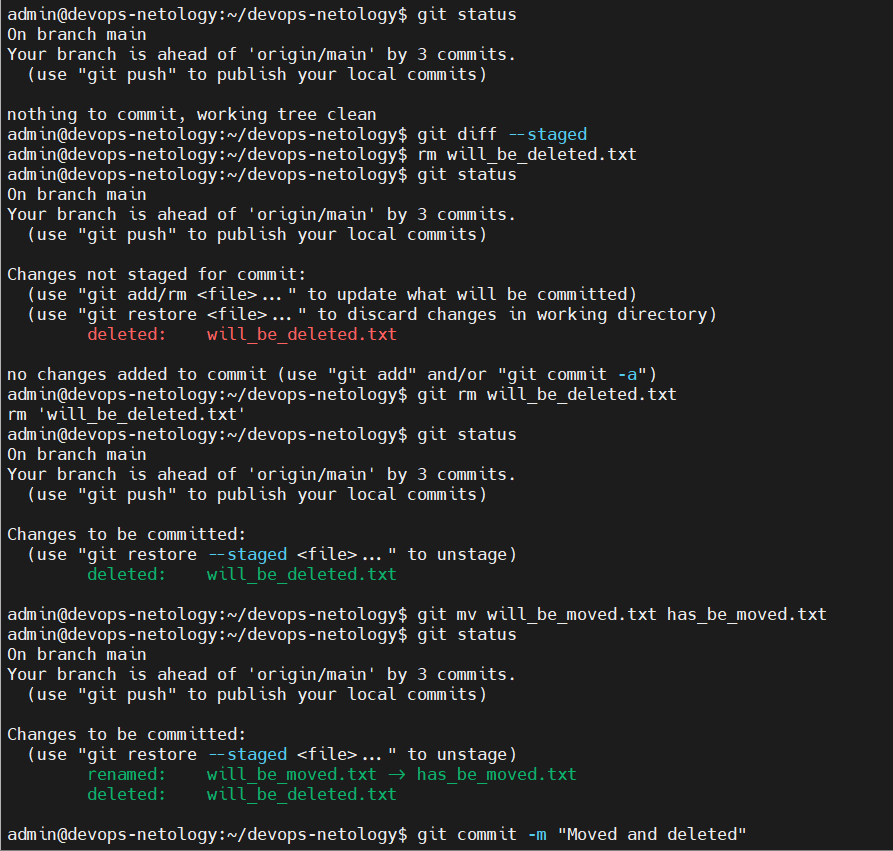 admin@devops-netology:~/devops-netology$ git status
On branch main
Your branch is ahead of 'origin/main' by 3 commits.
  (use "git push" to publish your local commits)

nothing to commit, working tree clean
admin@devops-netology:~/devops-netology$ git diff --staged
admin@devops-netology:~/devops-netology$ rm will_be_deleted.txt
admin@devops-netology:~/devops-netology$ git status
On branch main
Your branch is ahead of 'origin/main' by 3 commits.
  (use "git push" to publish your local commits)

Changes not staged for commit:
  (use "git add/rm <file>..." to update what will be committed)
  (use "git restore <file>..." to discard changes in working directory)
        deleted:    will_be_deleted.txt

no changes added to commit (use "git add" and/or "git commit -a")
admin@devops-netology:~/devops-netology$ git rm will_be_deleted.txt
rm 'will_be_deleted.txt'
admin@devops-netology:~/devops-netology$ git status
On branch main
Your branch is ahead of 'origin/main' by 3 commits.
  (use "git push" to publish your local commits)

Changes to be committed:
  (use "git restore --staged <file>..." to unstage)
        deleted:    will_be_deleted.txt

admin@devops-netology:~/devops-netology$ git mv will_be_moved.txt has_be_moved.txt
admin@devops-netology:~/devops-netology$ git status
On branch main
Your branch is ahead of 'origin/main' by 3 commits.
  (use "git push" to publish your local commits)

Changes to be committed:
  (use "git restore --staged <file>..." to unstage)
        renamed:    will_be_moved.txt -> has_be_moved.txt
        deleted:    will_be_deleted.txt

admin@devops-netology:~/devops-netology$ git commit -m "Moved and deleted"